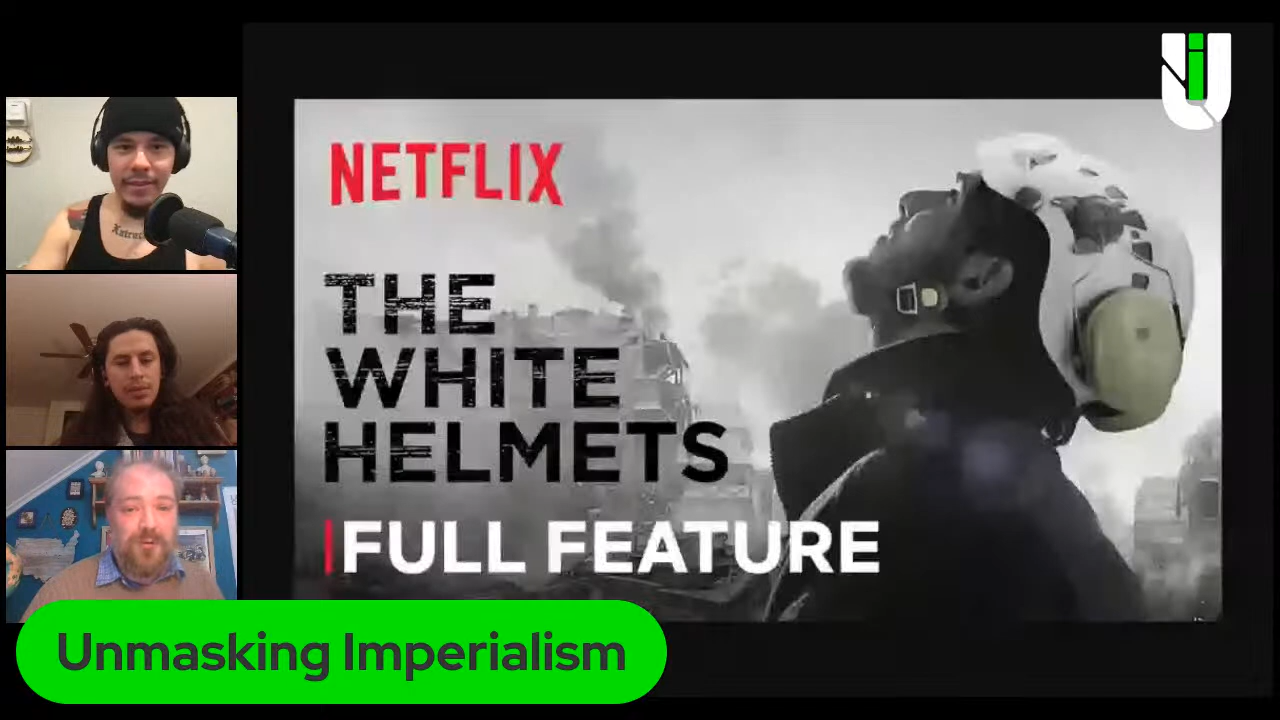 NETFLIX
THE
WHITE
HELMETS
FULL FEATURE
Unmasking Imperialism